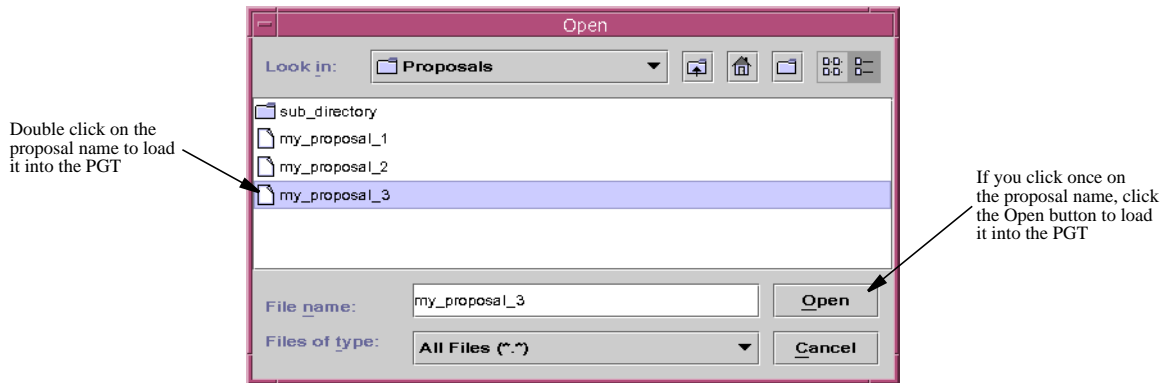 Open
Look in:
Proposals
sub_directory
my_proposal_1
my_proposal_2
my_proposal_3
Double click on the
proposal name to load
it into the PGT
If you click once on
the proposal name, click
the Open button to load
it into the PGT
File name:
my_proposal_3
Open
Files of type:
All Files (*.*)
Cancel